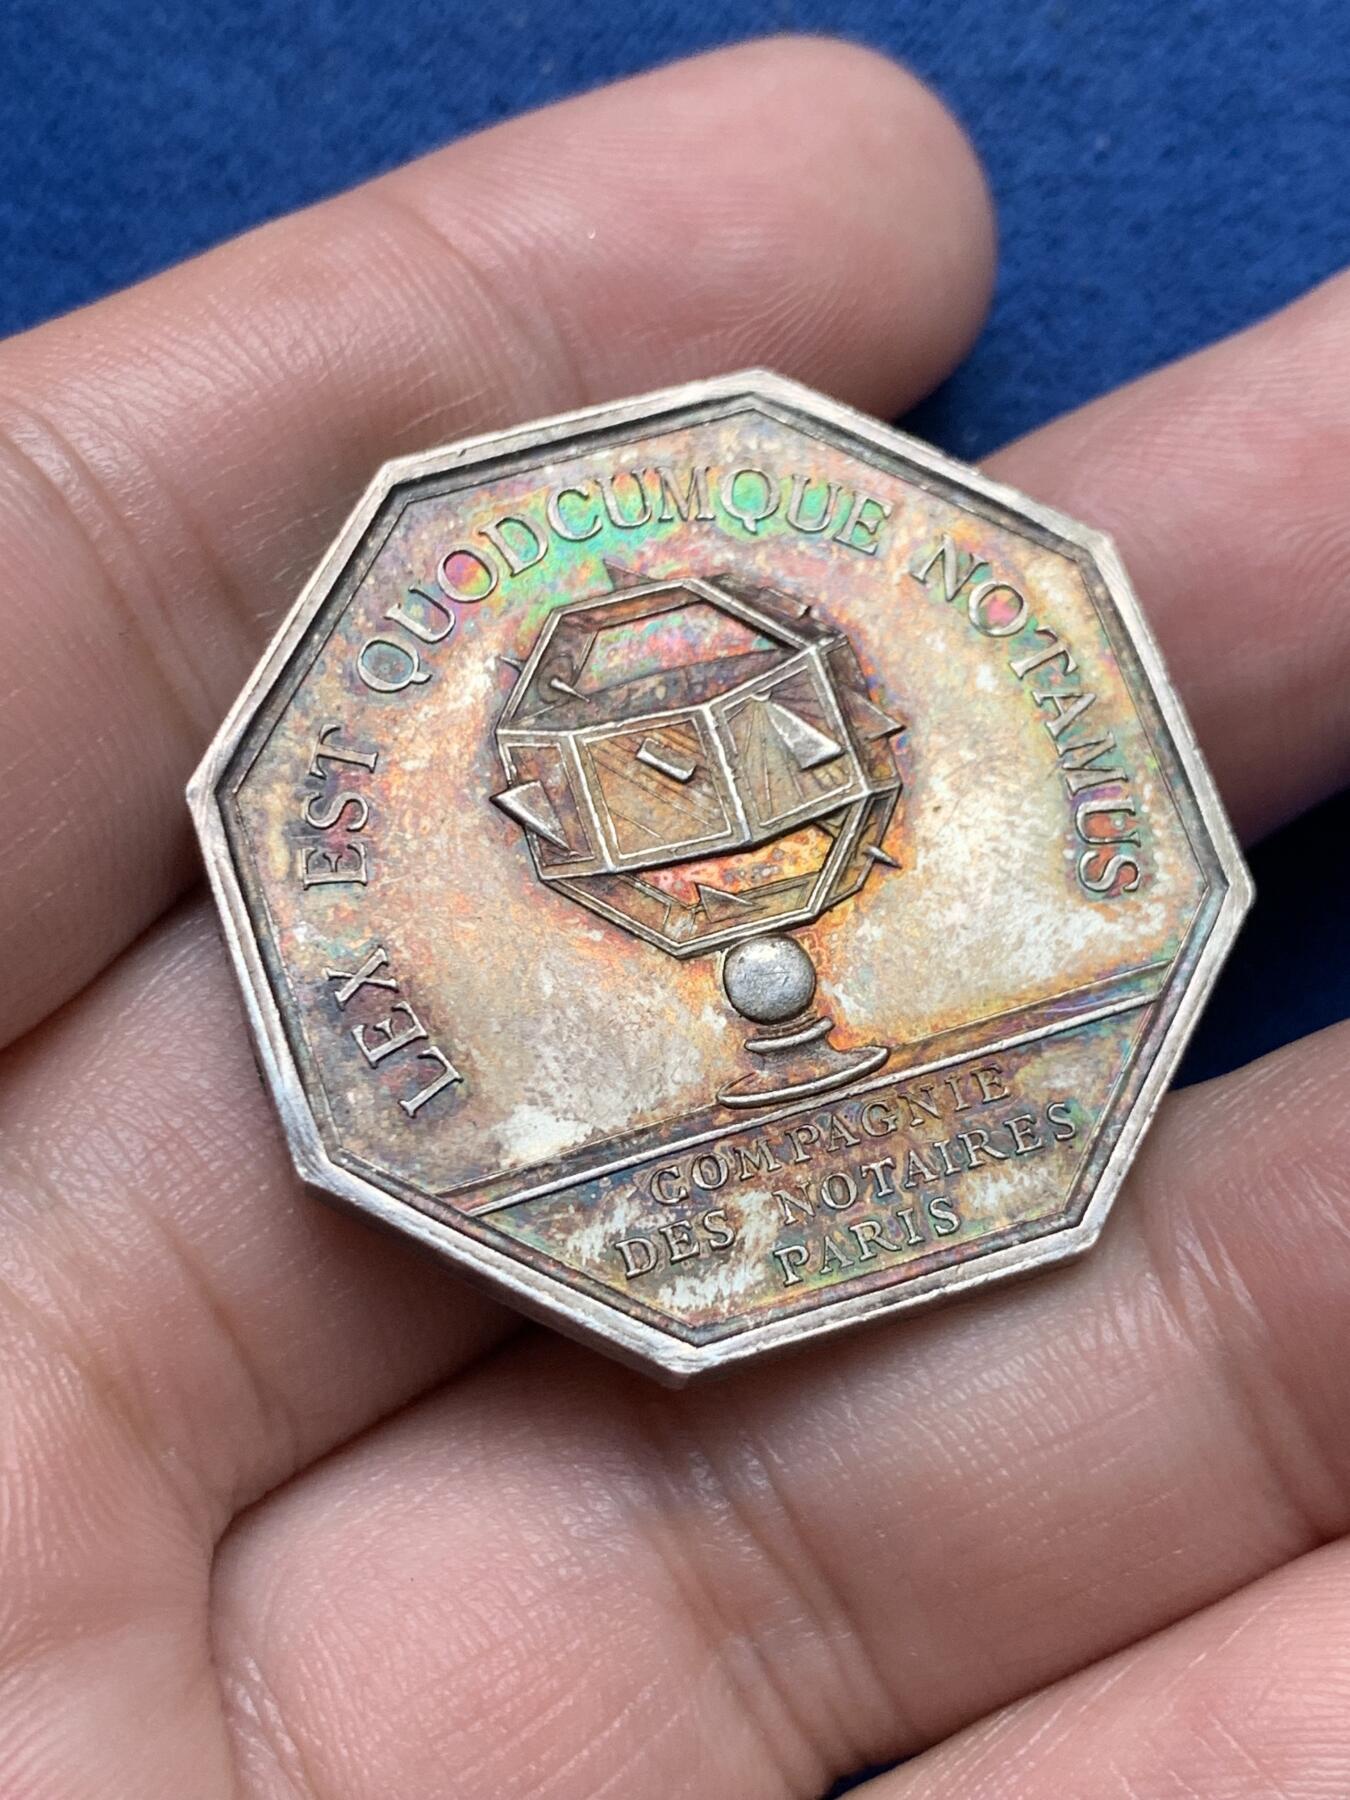 LEX EST QUODCUMQUE NOTAMUS
COMPAGNIE
DES NOTAIRES
PARIS